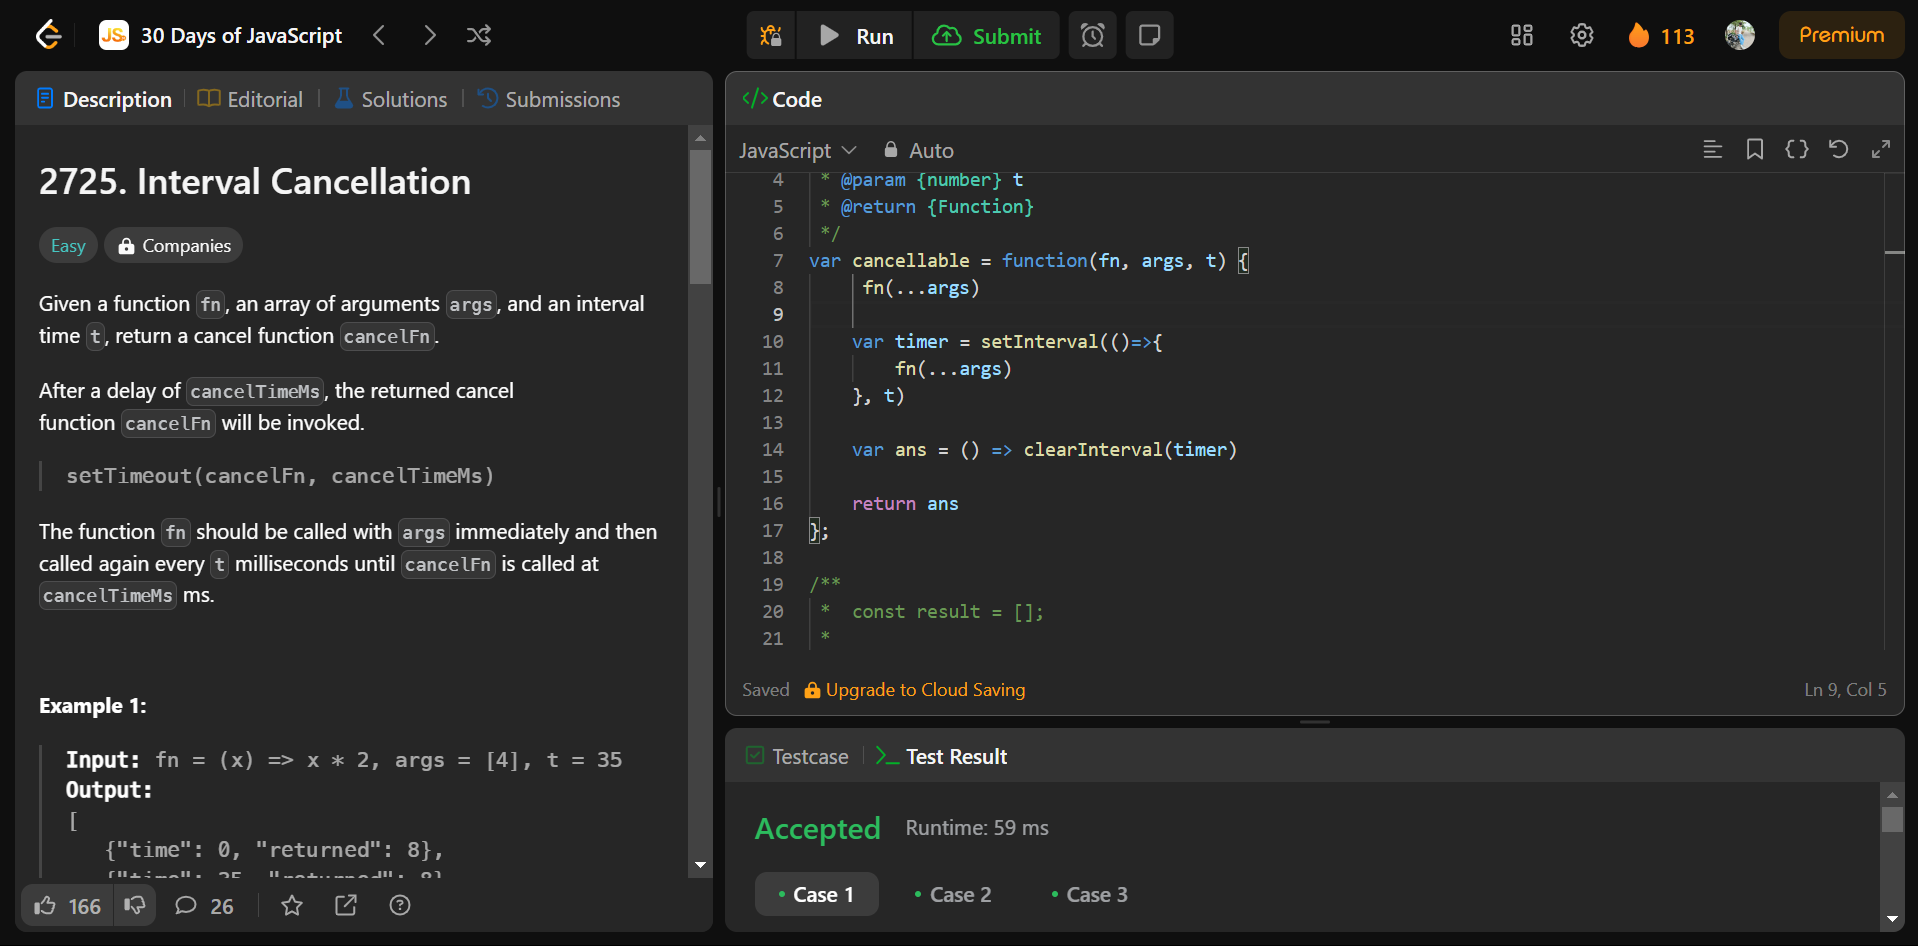 JS 30 Days of JavaScript
Run
Submit
113
Premium
Description
Editorial
Solutions
Submissions
2725. Interval Cancellation
Easy
Companies
Given a function fn, an array of arguments args, and an interval
time t, return a cancel function cancelFn.
After a delay of cancelTimeMs, the returned cancel
function cancelFn will be invoked.
setTimeout(cancelFn, cancelTimeMs)
The function fn should be called with args immediately and then
called again every t milliseconds until cancelFn is called at
cancelTimeMs ms.
Example 1:
Input: fn = (x) => x * 2, args = [4], t = 35
Output:
[
{"time": 0, "returned": 8},
{"time": 35, "returned": 8},
166
26
</> Code
JavaScript
Auto
4 * @param {number} t
5 * @return {Function}
6 */
7 var cancellable = function(fn, args, t) {
8 fn(...args)
9
10 var timer = setInterval(()=>{
11 fn(...args)
12 }, t)
13
14 var ans = () => clearInterval(timer)
15
16 return ans
17 };
18
19 /**
20 * const result = [];
21 *
Saved
Upgrade to Cloud Saving
Ln 9, Col 5
Testcase
Test Result
Accepted
Runtime: 59 ms
• Case 1
• Case 2
• Case 3